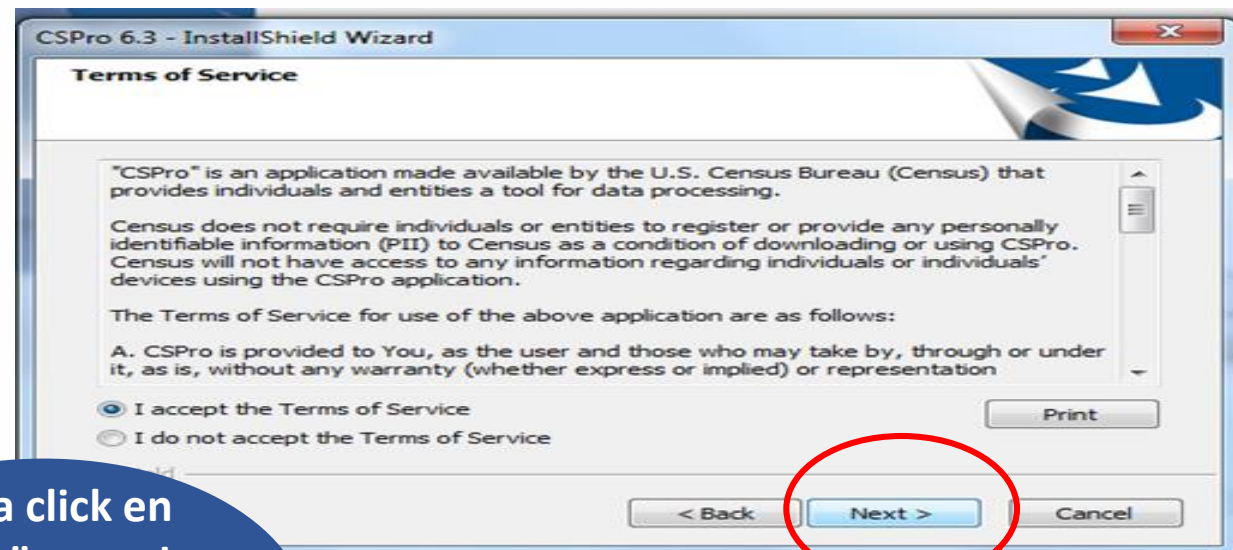 CSPro 6.3 - InstallShield Wizard
Terms of Service
"CSPro" is an application made available by the U.S. Census Bureau (Census) that
provides individuals and entities a tool for data processing.
Census does not require individuals or entities to register or provide any personally
identifiable information (PII) to Census as a condition of downloading or using CSPro.
Census will not have access to any information regarding individuals or individuals'
devices using the CSPro application.
The Terms of Service for use of the above application are as follows:
A. CSPro is provided to You, as the user and those who may take by, through or under
it, as is, without any warranty (whether express or implied) or representation
I accept the Terms of Service
Print
I do not accept the Terms of Service
< Back Next > Cancel
a click en